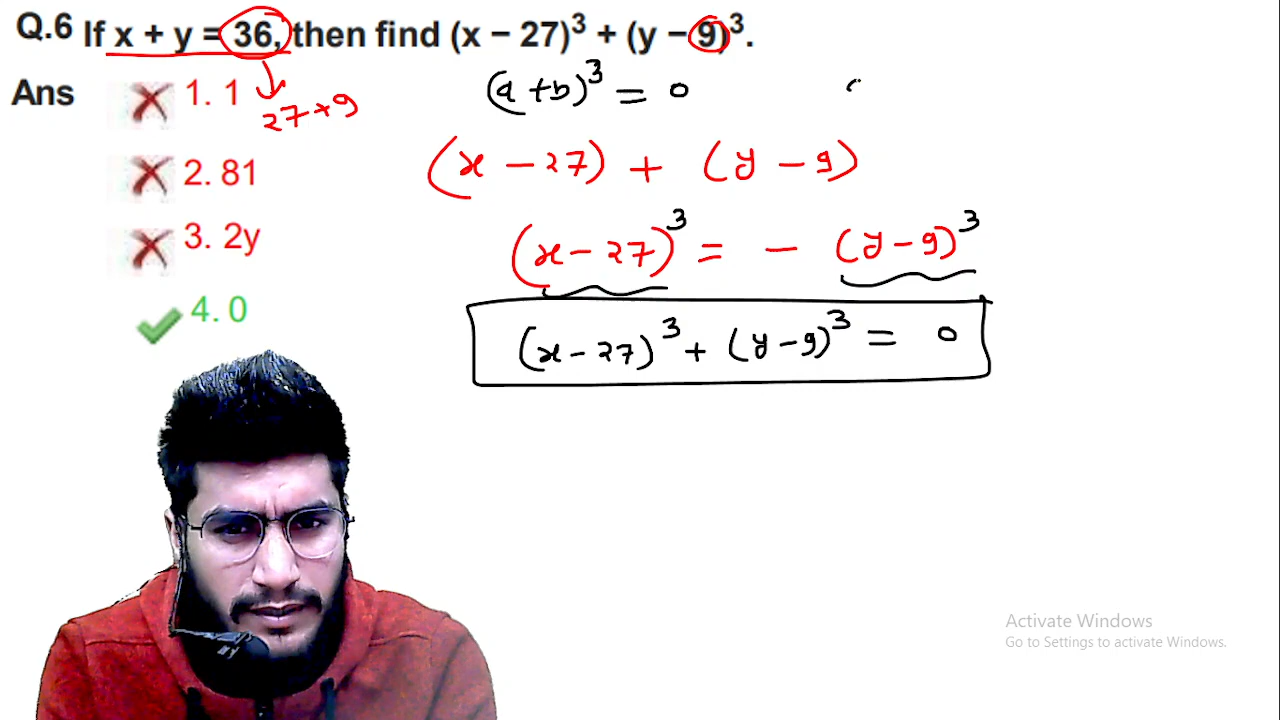 Q.6 If x + y = 36, then find (x − 27)³ + (y − 9)³.
Ans
1. 1
27+9
(a + b)³ = 0
2. 81
(x − 27) + (y − 9)
3. 2y
(x − 27)³ = − (y − 9)³
4. 0
(x − 27)³ + (y − 9)³ = 0
Activate Windows
Go to Settings to activate Windows.